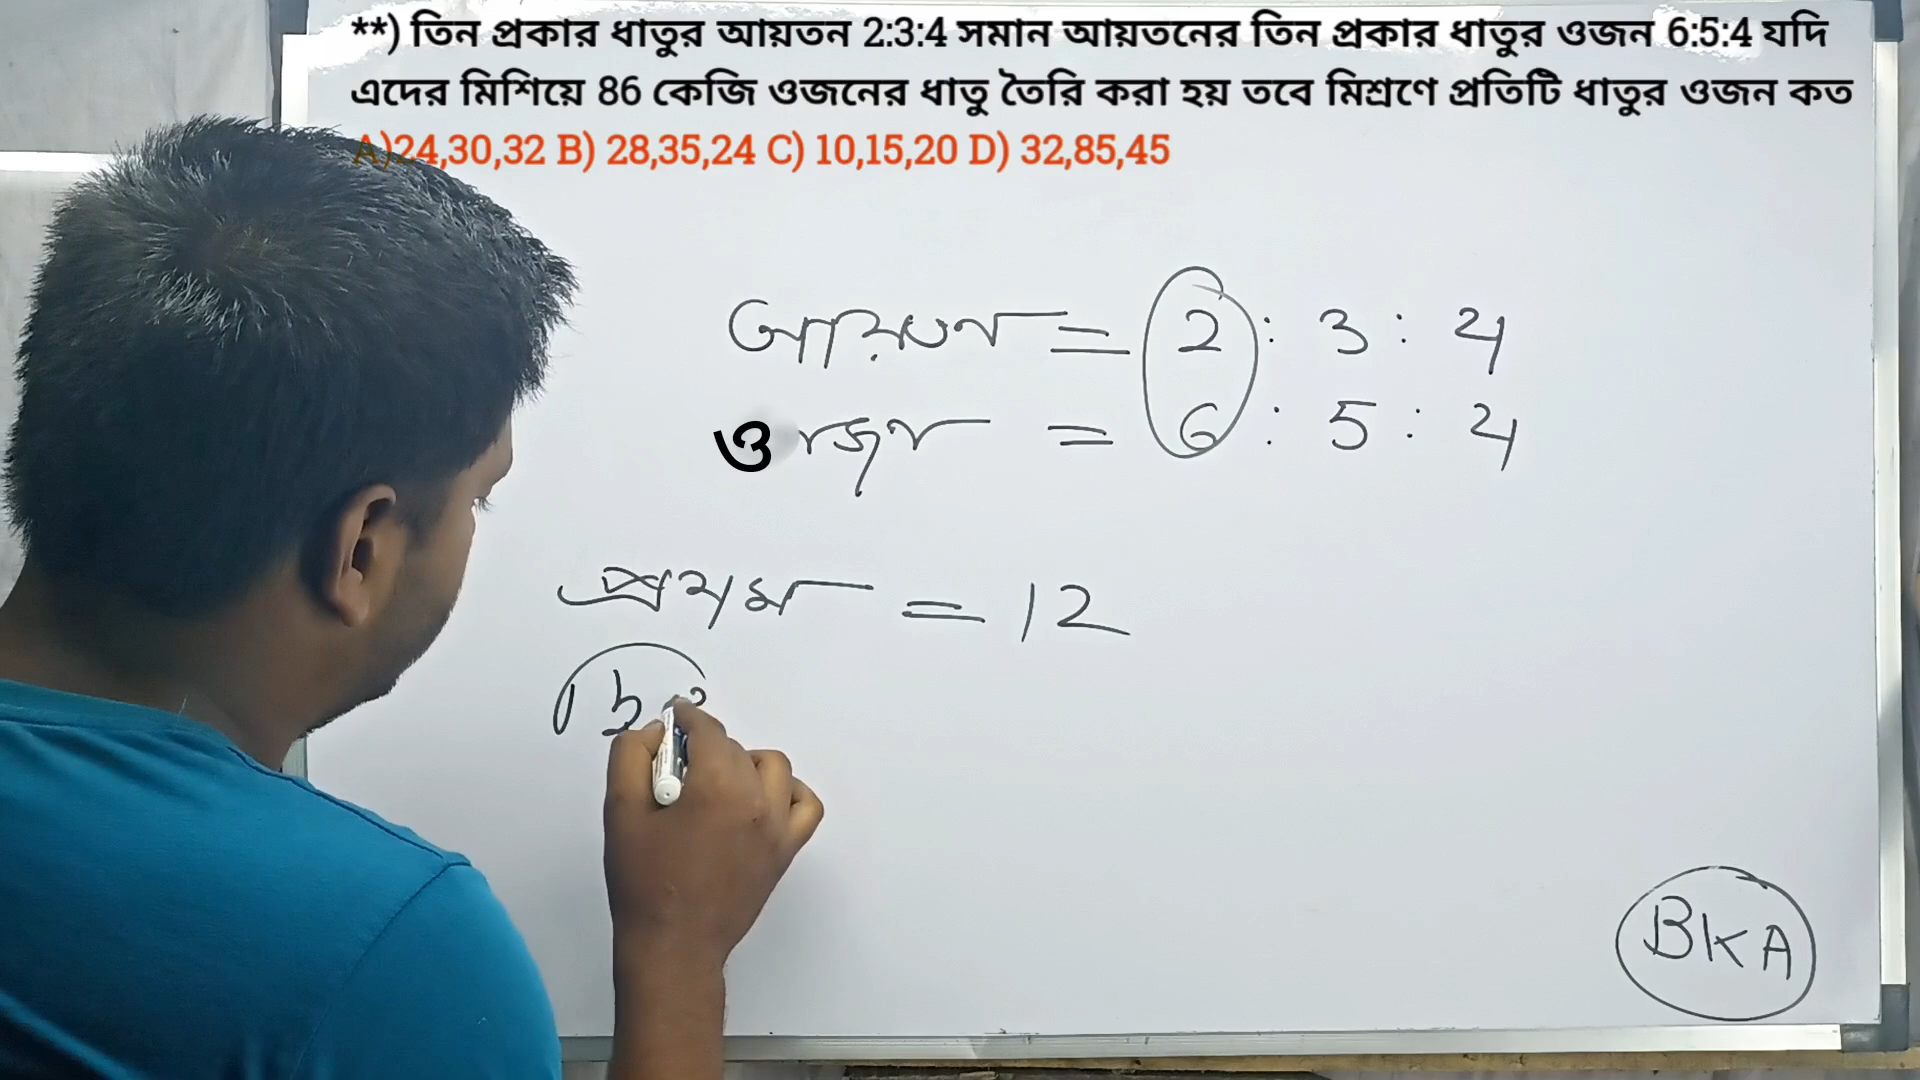 **) তিন প্রকার ধাতুর আয়তন 2:3:4 সমান আয়তনের তিন প্রকার ধাতুর ওজন 6:5:4 যদি
এদের মিশিয়ে 86 কেজি ওজনের ধাতু তৈরি করা হয় তবে মিশ্রণে প্রতিটি ধাতুর ওজন কত
A)24,30,32 B) 28,35,24 C) 10,15,20 D) 32,85,45
আয়তন = 2 : 3 : 4
ওজন = 6 : 5 : 4
প্রথম = 12
BKA